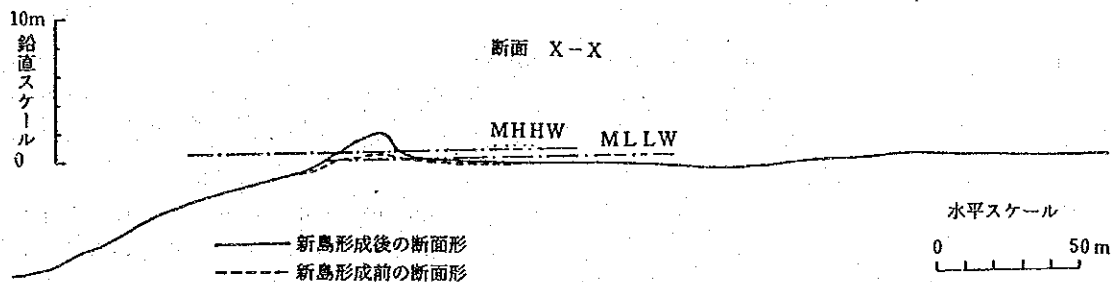 10m
鉛直スケール
0
断面 X－X
MHHW
MLLW
新島形成後の断面形
新島形成前の断面形
水平スケール
0 50m